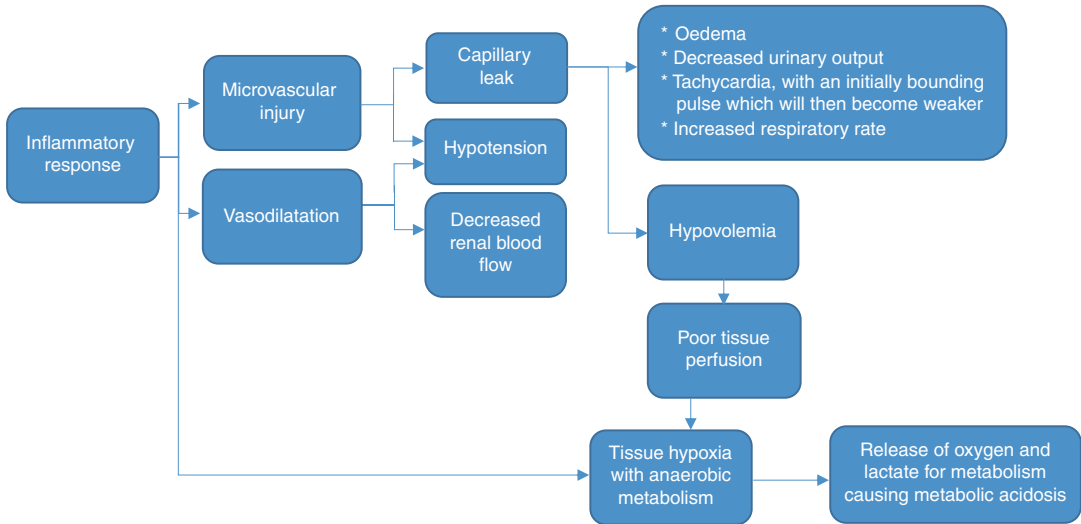 Inflammatory
response
Microvascular
injury
Vasodilatation
Capillary
leak
Hypotension
Decreased
renal blood
flow
* Oedema
* Decreased urinary output
* Tachycardia, with an initially bounding
pulse which will then become weaker
* Increased respiratory rate
Hypovolemia
Poor tissue
perfusion
Tissue hypoxia
with anaerobic
metabolism
Release of oxygen and
lactate for metabolism
causing metabolic acidosis